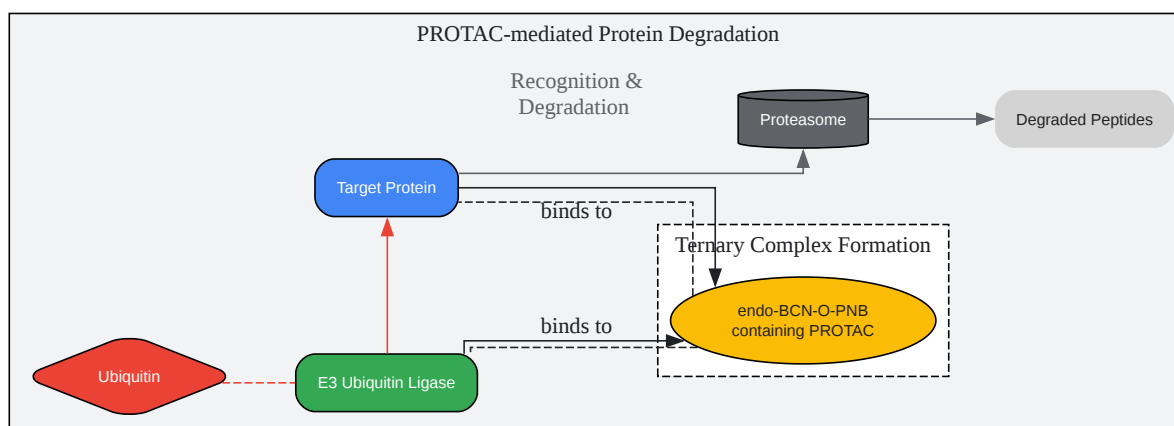 PROTAC-mediated Protein Degradation
Recognition &
Degradation
Proteasome
Degraded Peptides
Target Protein
binds to
Ternary Complex Formation
endo-BCN-O-PNB
containing PROTAC
binds to
Ubiquitin
E3 Ubiquitin Ligase